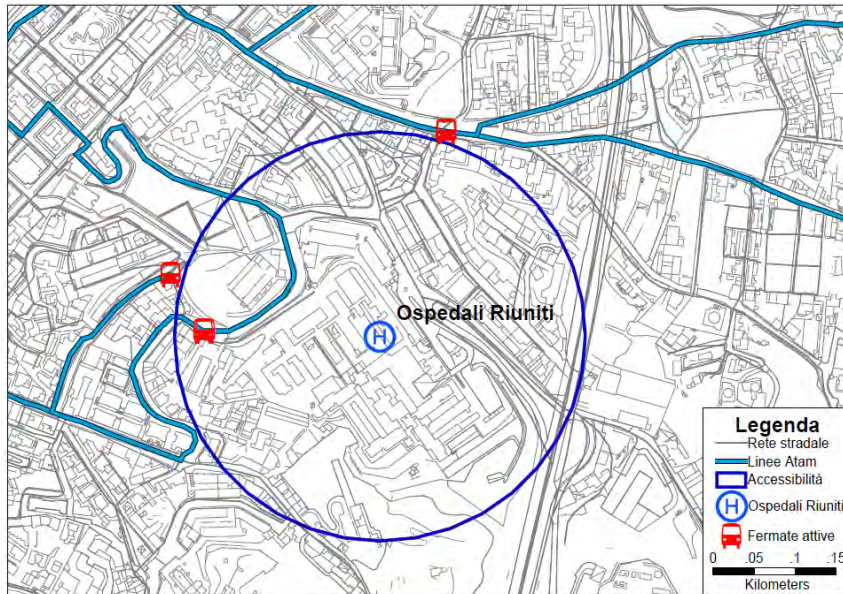 Ospedali Riuniti
H
Legenda
Rete stradale
Linee Atam
Accessibilità
H Ospedali Riuniti
Fermate attive
0 .05 .1 .15
Kilometers